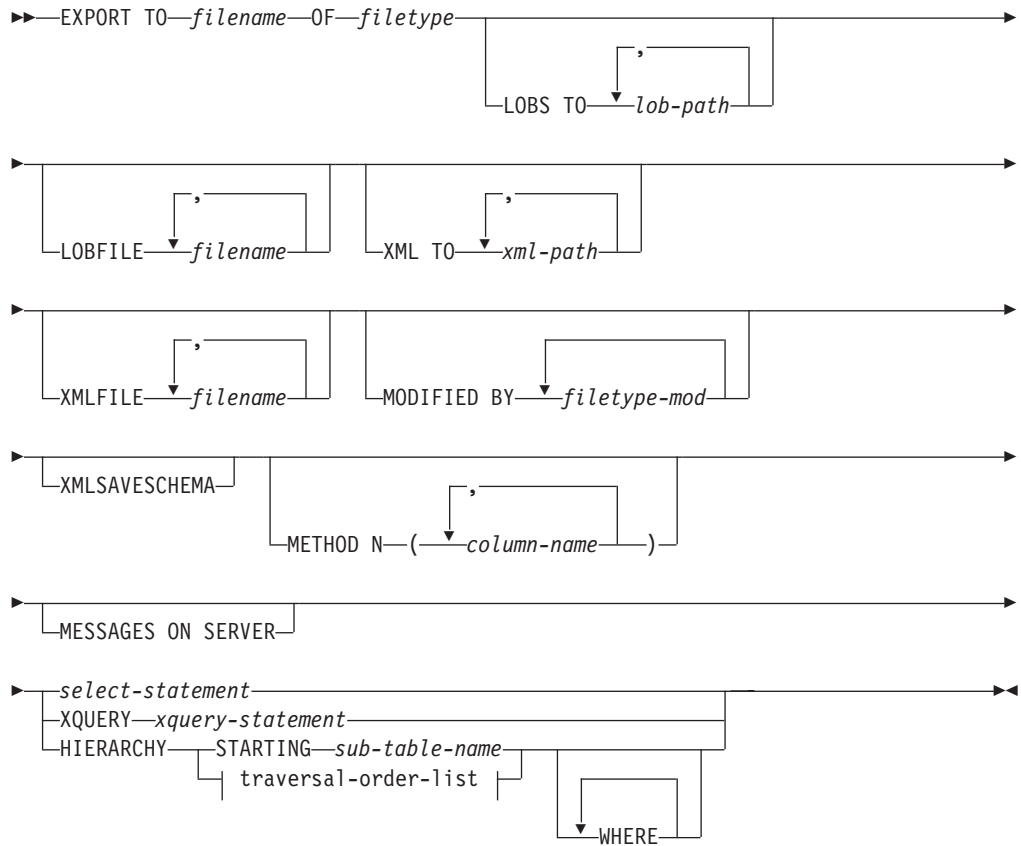 EXPORT TO filename OF filetype
,
LOBS TO lob-path
, ,
LOBFILE filename XML TO xml-path
,
XMLFILE filename MODIFIED BY filetype-mod
XMLSAVESCHEMA
,
METHOD N ( column-name )
MESSAGES ON SERVER
select-statement
XQUERY xquery-statement
HIERARCHY STARTING sub-table-name
traversal-order-list
WHERE